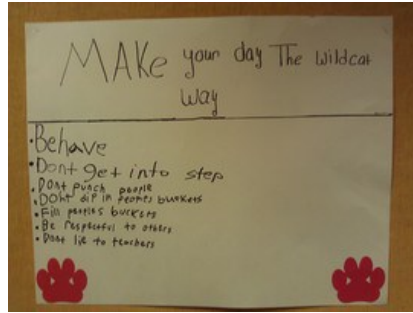 MAKe your day The Wildcat
Way
• Behave
• Dont get into step
• Dont punch people
• DOnt dip in peoples buckets
• Fill peoples buckets
• Be respectful to others
• Dont lie to teachers